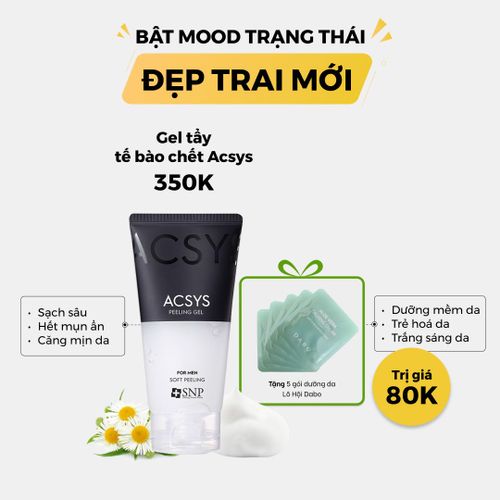 BẬT MOOD TRẠNG THÁI
ĐẸP TRAI MỚI
Gel tẩy
tế bào chết Acsys
350K
ACSYS
ACSYS
PEELING GEL
FOR MEN
SOFT PEELING
SNP
• Sạch sâu
• Hết mụn ẩn
• Căng mịn da
DABO
Tặng 5 gói dưỡng da
Lô Hội Dabo
• Dưỡng mềm da
• Trẻ hoá da
• Trắng sáng da
Trị giá
80K